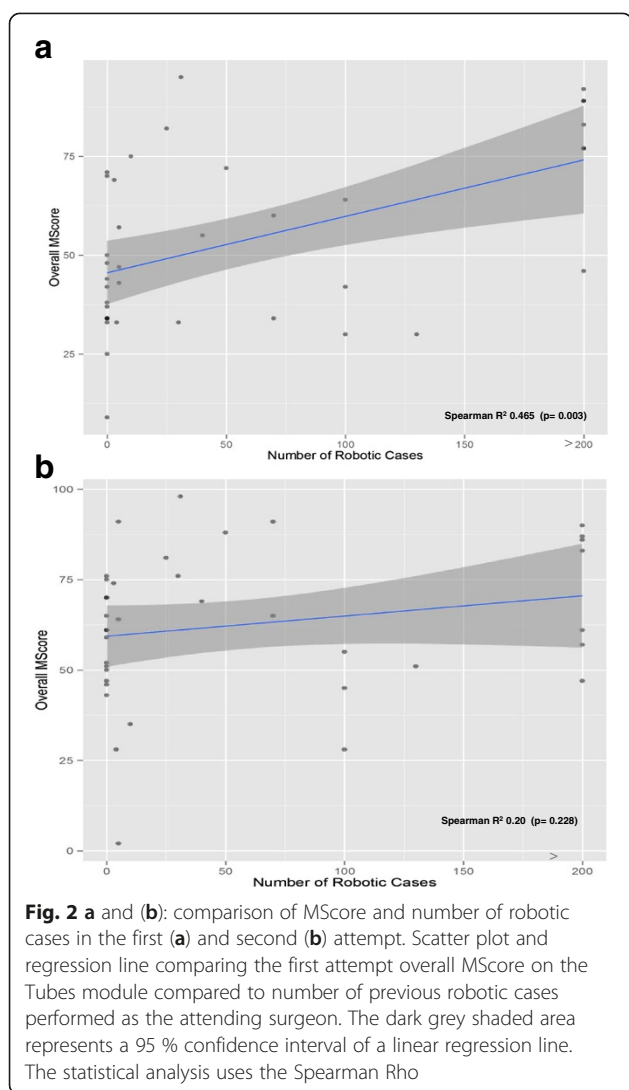 a
Overall MScore
75
50
25
Spearman R² 0.465 (p= 0.003)
0 50 100 150 >200
Number of Robotic Cases
b
Overall MScore
100
75
50
25
0
Spearman R² 0.20 (p= 0.228)
>
0 50 100 150 200
Number of Robotic Cases
Fig. 2 a and (b): comparison of MScore and number of robotic
cases in the first (a) and second (b) attempt. Scatter plot and
regression line comparing the first attempt overall MScore on the
Tubes module compared to number of previous robotic cases
performed as the attending surgeon. The dark grey shaded area
represents a 95 % confidence interval of a linear regression line.
The statistical analysis uses the Spearman Rho